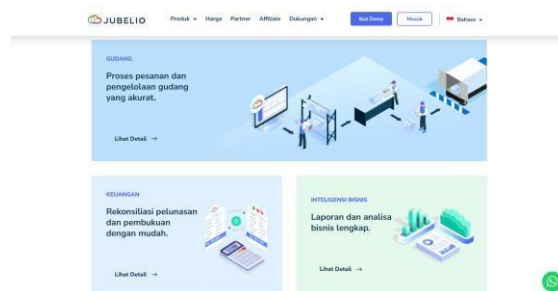 JUBELIO
Produk
Harga
Partner
Affiliate
Dukungan
Ikut Demo
Masuk
Bahasa
GUDANG
Proses pesanan dan
pengelolaan gudang
yang akurat.
Lihat Detail →
KEUANGAN
Rekonsiliasi pelunasan
dan pembukuan
dengan mudah.
Lihat Detail →
INTELIGENSI BISNIS
Laporan dan analisa
bisnis lengkap.
Lihat Detail →